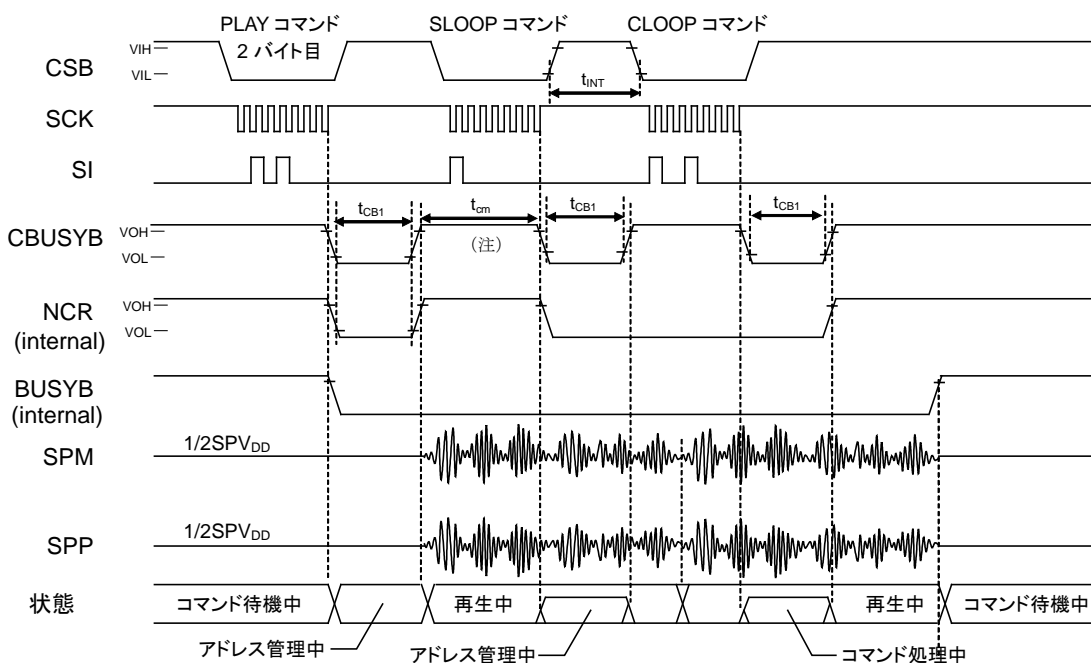 PLAY コマンド
2 バイト目
SLOOP コマンド
CLOOP コマンド
CSB
VIH
VIL
tINT
SCK
SI
tCB1
tcm
tCB1
tCB1
CBUSYB
VOH
VOL
(注)
NCR
(internal)
VOH
VOL
BUSYB
(internal)
SPM
1/2SPVDD
SPP
1/2SPVDD
状態
コマンド待機中
再生中
再生中
コマンド待機中
アドレス管理中
アドレス管理中
コマンド処理中